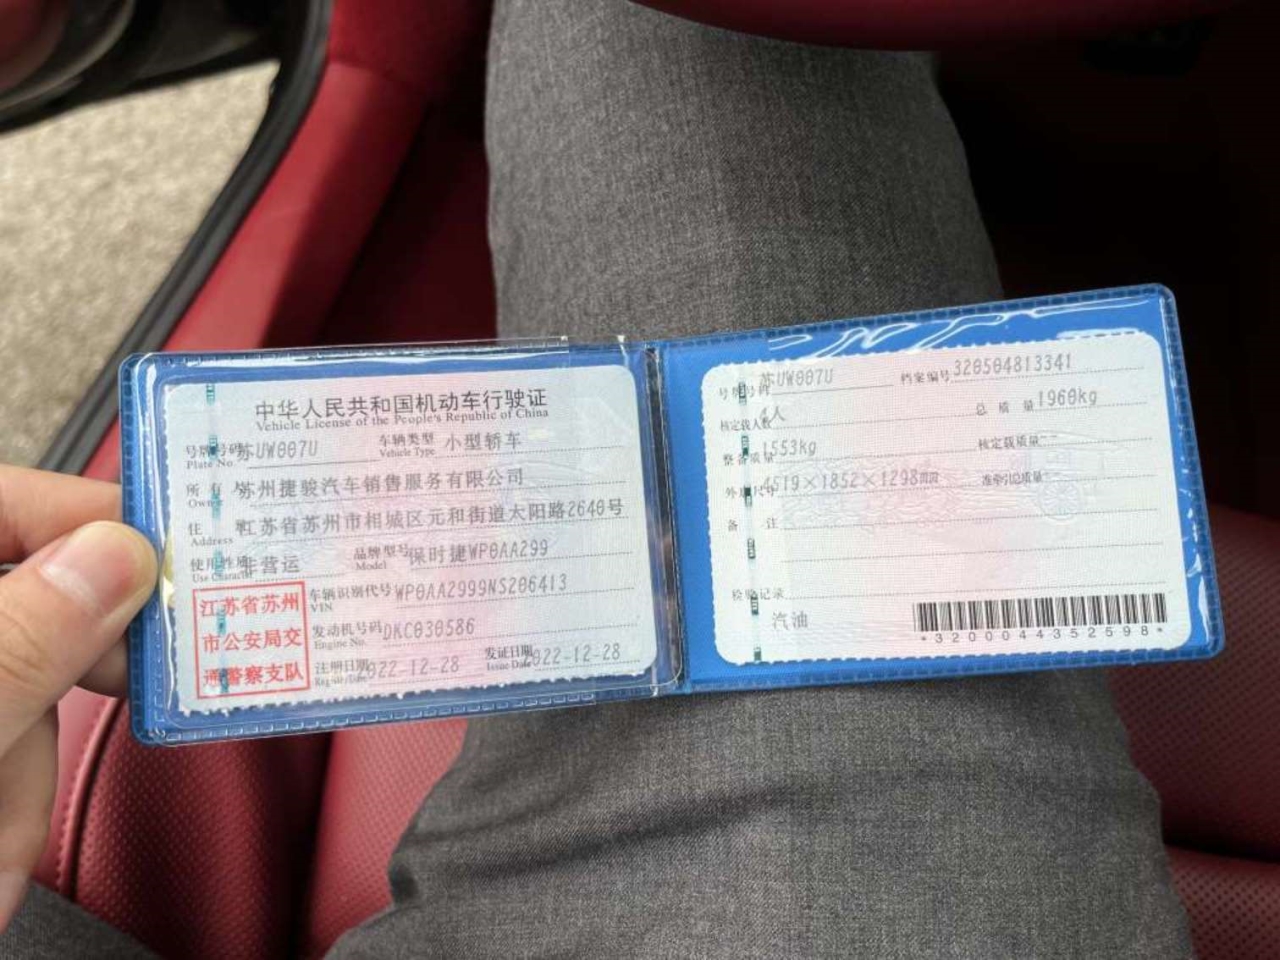 中华人民共和国机动车行驶证
Vehicle License of the People's Republic of China
号牌号码 苏UW007U 车辆类型 小型轿车
Plate No. Vehicle Type
所有 苏州捷骏汽车销售服务有限公司
Owner
住 江苏省苏州市相城区元和街道太阳路2640号
Address
使用性质 非营运 品牌型号 保时捷WP0AA299
Use Character Model
江苏省苏州
市公安局交
通警察支队
车辆识别代号 WP0AA2999NS206413
VIN
发动机号码 DKC030586
Engine No.
注册日期 2022-12-28 发证日期 2022-12-28
Register Date Issue Date
号牌号码 苏UW007U 档案编号 320504813341
核定载人数 4人 总质量 1960kg
整备质量 1553kg 核定载质量 --
外廓尺寸 4519×1852×1298mm 准牵引总质量 --
备注
检验记录
汽油
*3200044352598*